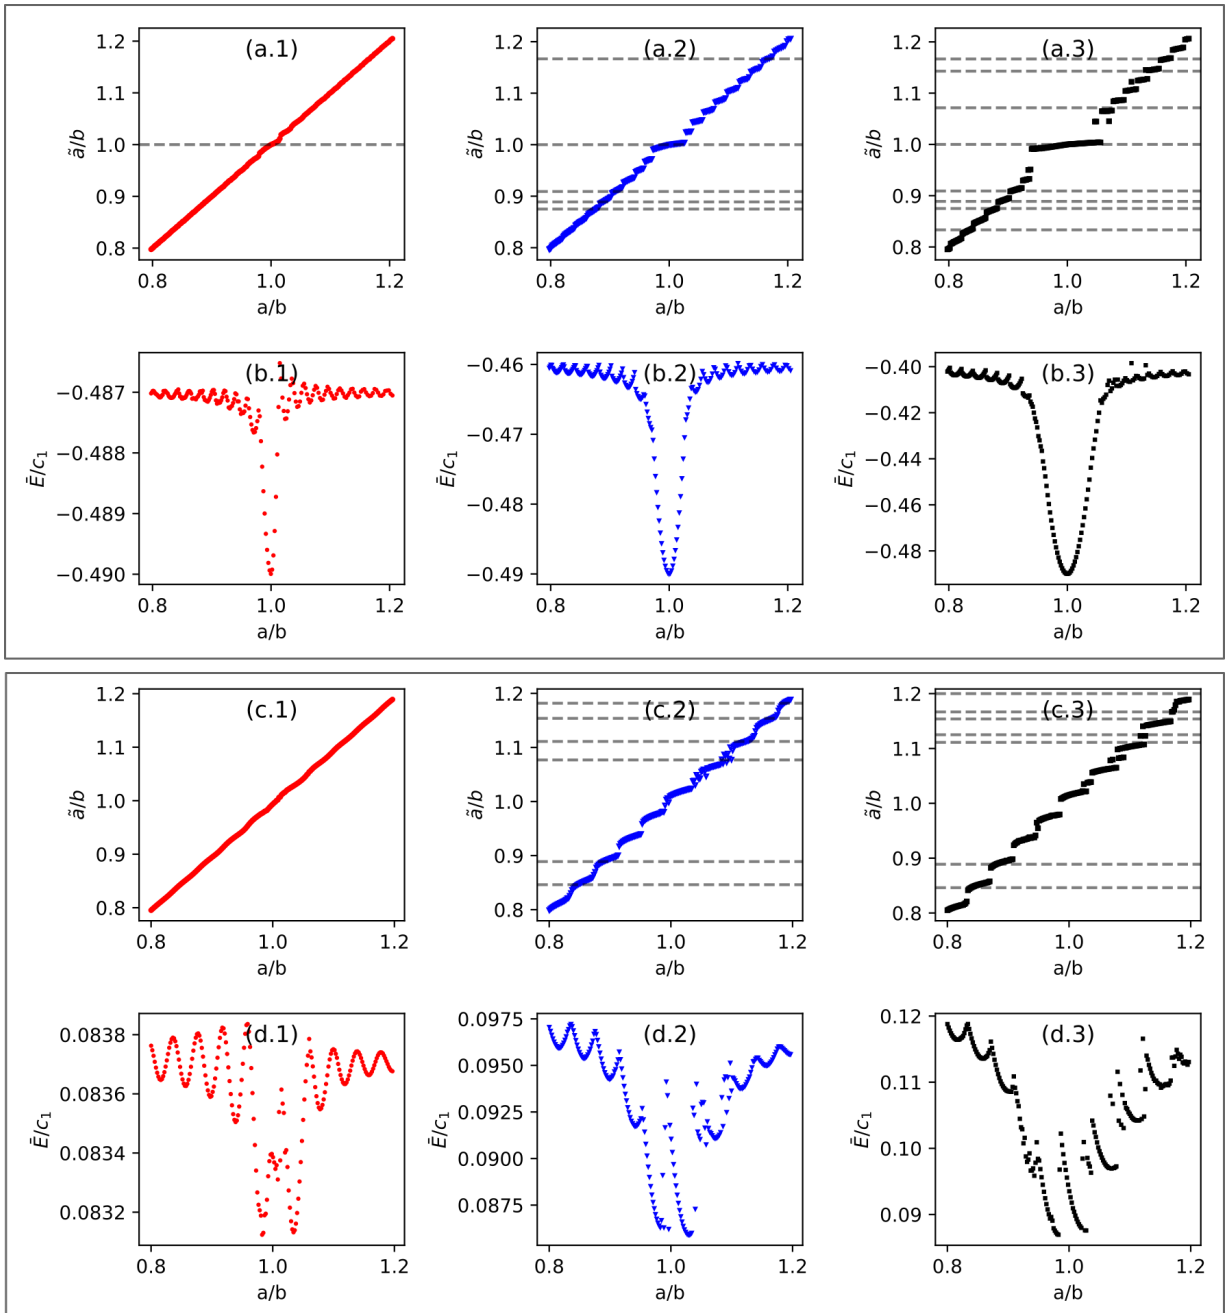 (a.1)
1.2
1.1
1.0
0.9
0.8
ã/b
0.8 1.0 1.2
a/b
(a.2)
1.2
1.1
1.0
0.9
0.8
ã/b
0.8 1.0 1.2
a/b
(a.3)
1.2
1.1
1.0
0.9
0.8
ã/b
0.8 1.0 1.2
a/b
(b.1)
−0.487
−0.488
−0.489
−0.490
Ē/c₁
0.8 1.0 1.2
a/b
(b.2)
−0.46
−0.47
−0.48
−0.49
Ē/c₁
0.8 1.0 1.2
a/b
(b.3)
−0.40
−0.42
−0.44
−0.46
−0.48
Ē/c₁
0.8 1.0 1.2
a/b
(c.1)
1.2
1.1
1.0
0.9
0.8
ã/b
0.8 1.0 1.2
a/b
(c.2)
1.2
1.1
1.0
0.9
0.8
ã/b
0.8 1.0 1.2
a/b
(c.3)
1.2
1.1
1.0
0.9
0.8
ã/b
0.8 1.0 1.2
a/b
(d.1)
0.0838
0.0836
0.0834
0.0832
Ē/c₁
0.8 1.0 1.2
a/b
(d.2)
0.0975
0.0950
0.0925
0.0900
0.0875
Ē/c₁
0.8 1.0 1.2
a/b
(d.3)
0.12
0.11
0.10
0.09
Ē/c₁
0.8 1.0 1.2
a/b